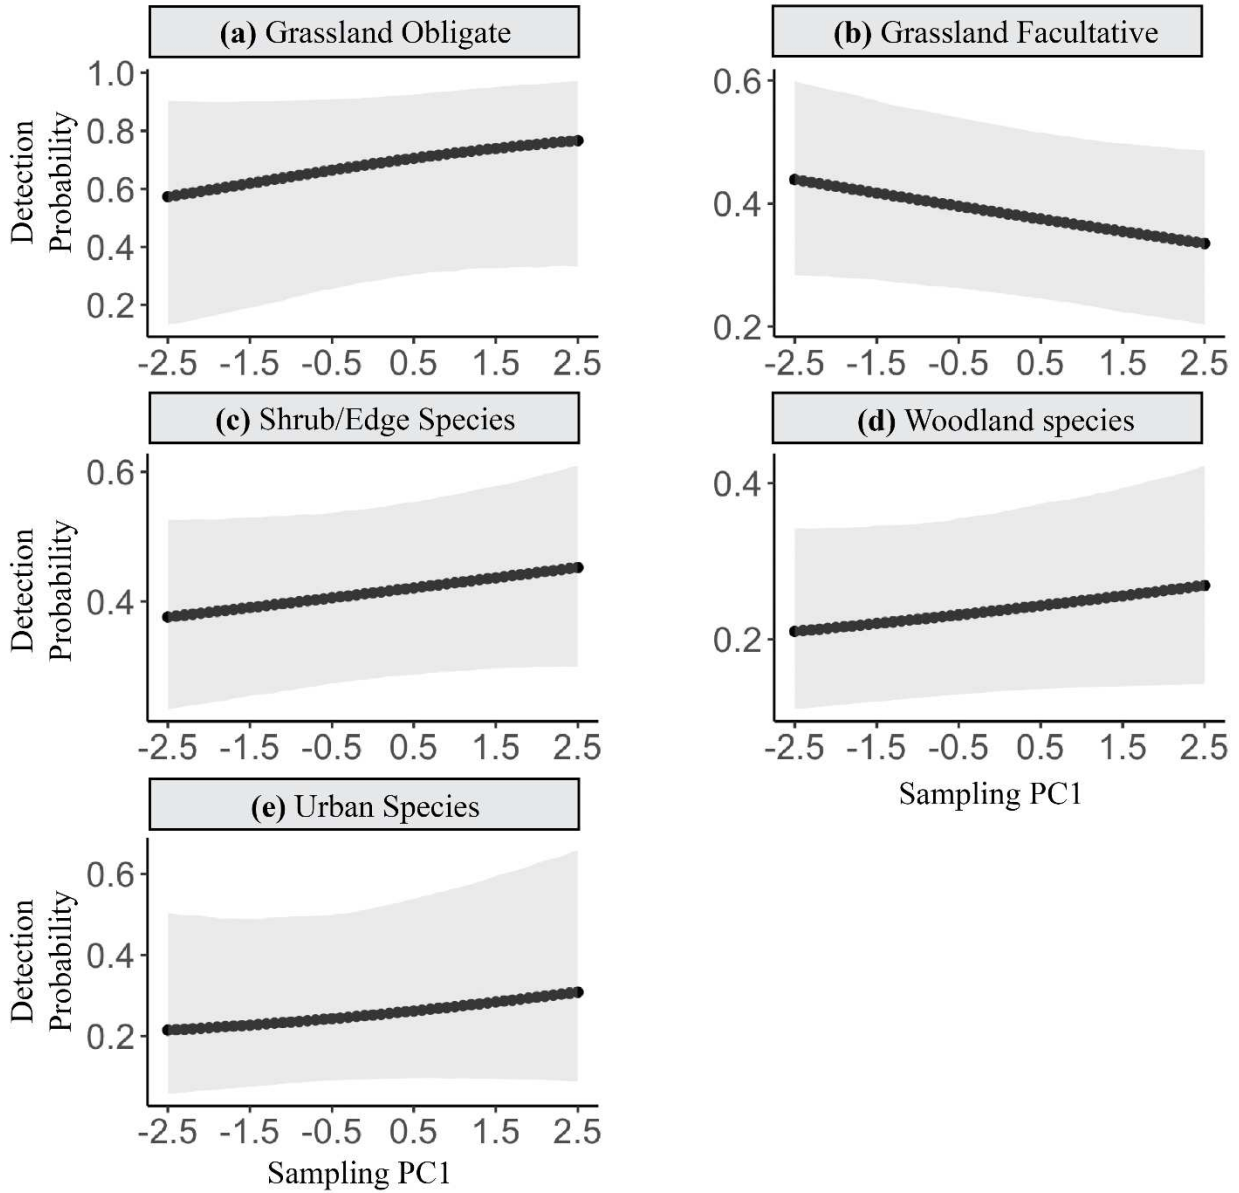 (a) Grassland Obligate
(b) Grassland Facultative
Detection
Probability
1.0
0.8
0.6
0.4
0.2
-2.5 -1.5 -0.5 0.5 1.5 2.5
0.6
0.4
0.2
-2.5 -1.5 -0.5 0.5 1.5 2.5
(c) Shrub/Edge Species
(d) Woodland species
Detection
Probability
0.6
0.4
-2.5 -1.5 -0.5 0.5 1.5 2.5
0.4
0.2
-2.5 -1.5 -0.5 0.5 1.5 2.5
Sampling PC1
(e) Urban Species
Detection
Probability
0.6
0.4
0.2
-2.5 -1.5 -0.5 0.5 1.5 2.5
Sampling PC1